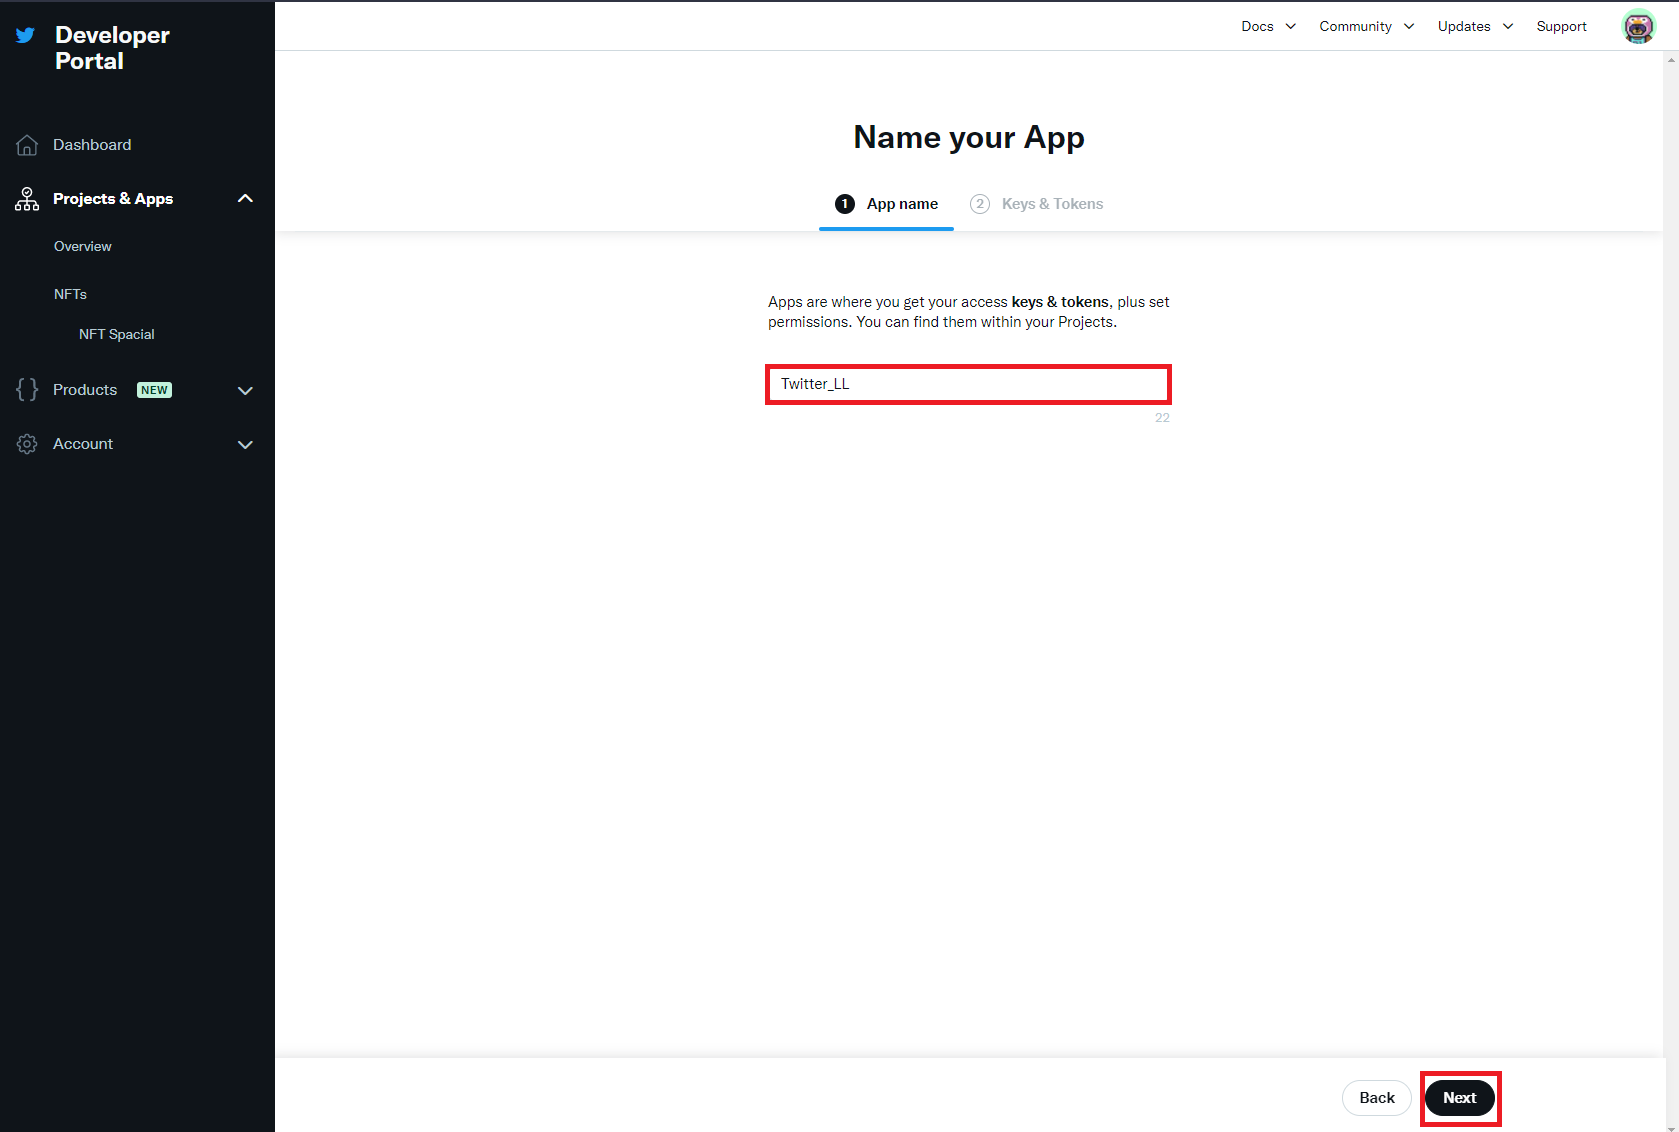 Developer
Portal
Dashboard
Projects & Apps
Overview
NFTs
NFT Spacial
Products NEW
Account
Docs Community Updates Support
Name your App
1 App name 2 Keys & Tokens
Apps are where you get your access keys & tokens, plus set
permissions. You can find them within your Projects.
Twitter_LL
22
Back Next